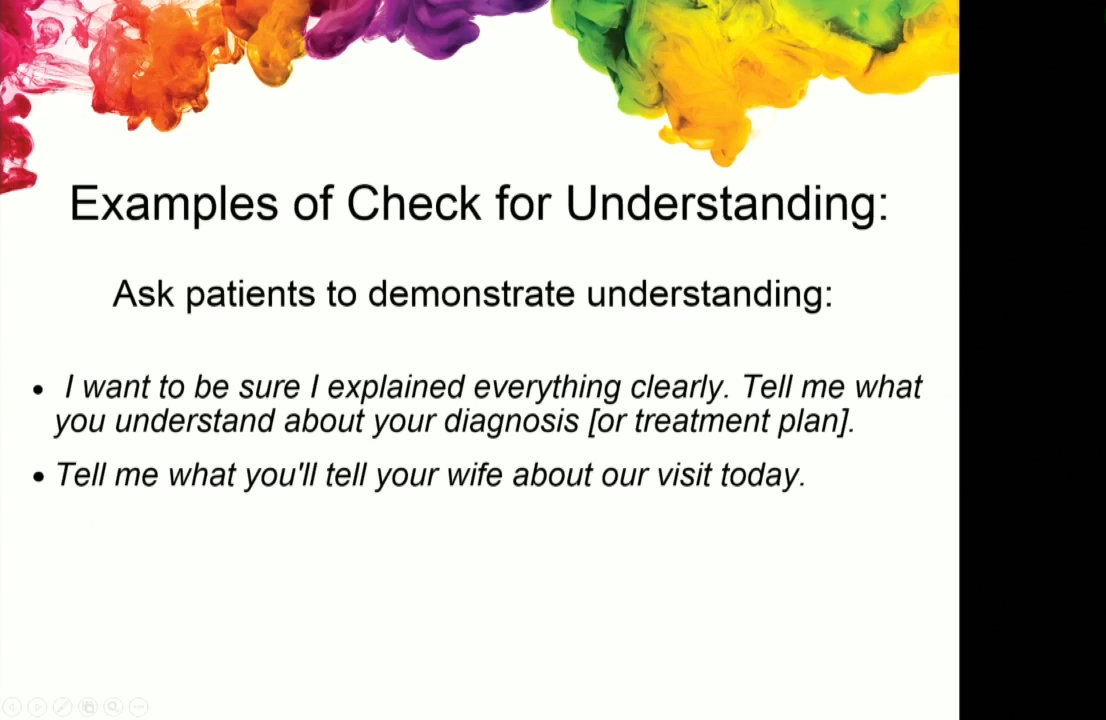 Examples of Check for Understanding:
Ask patients to demonstrate understanding:
• I want to be sure I explained everything clearly. Tell me what
you understand about your diagnosis [or treatment plan].
• Tell me what you'll tell your wife about our visit today.